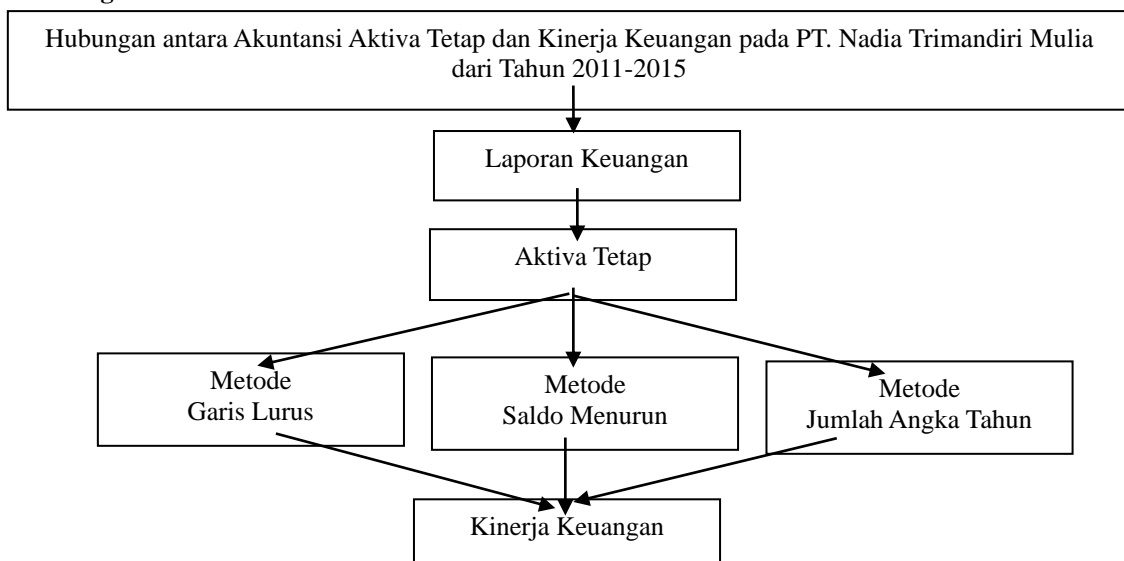 Hubungan antara Akuntansi Aktiva Tetap dan Kinerja Keuangan pada PT. Nadia Trimandiri Mulia
dari Tahun 2011-2015
Laporan Keuangan
Aktiva Tetap
Metode
Garis Lurus
Metode
Saldo Menurun
Metode
Jumlah Angka Tahun
Kinerja Keuangan